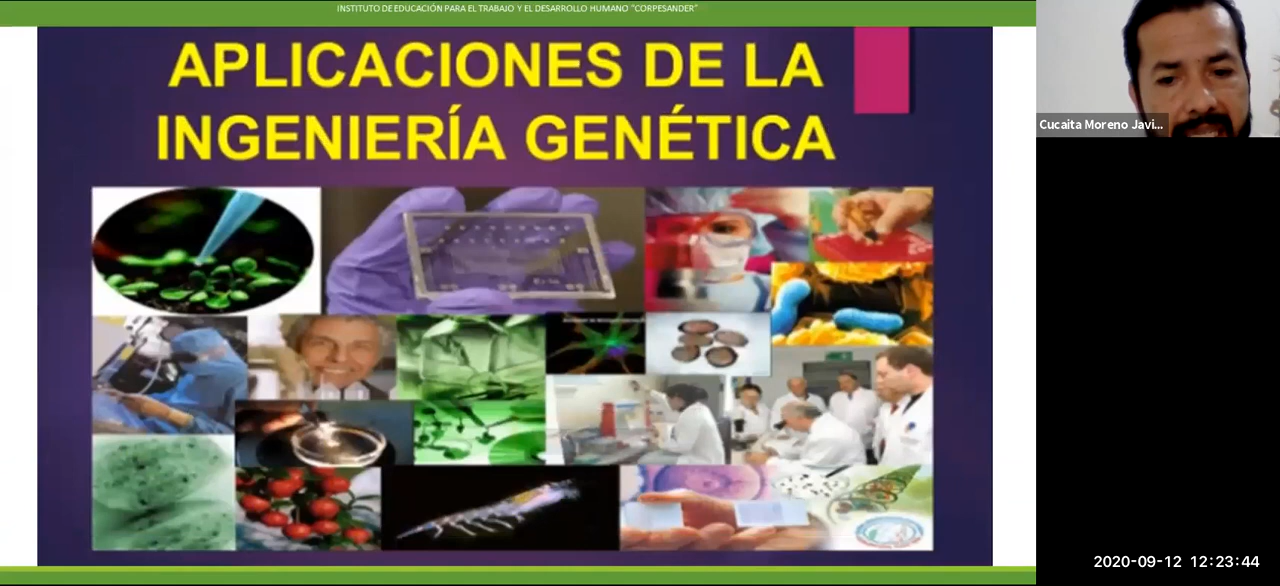 INSTITUTO DE EDUCACIÓN PARA EL TRABAJO Y EL DESARROLLO HUMANO "CORPESANDER"
APLICACIONES DE LA
INGENIERÍA GENÉTICA
Cucaita Moreno Javi...
2020-09-12 12:23:44